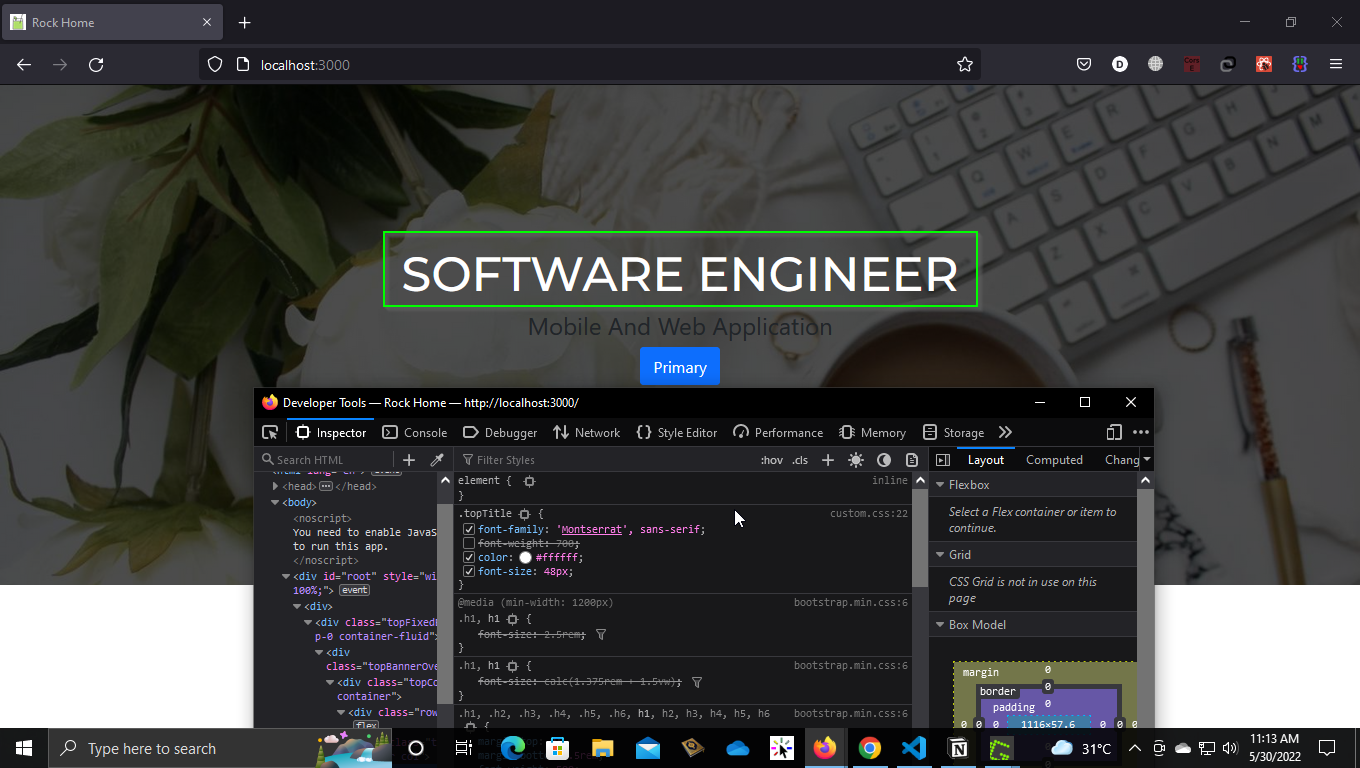 Rock Home
localhost:3000
SOFTWARE ENGINEER
Mobile And Web Application
Primary
Developer Tools — Rock Home — http://localhost:3000/
Inspector Console Debugger Network Style Editor Performance Memory Storage
Search HTML
<head> </head>
<body>
<noscript>
You need to enable JavaS
to run this app.
</noscript>
<div id="root" style="wi
100%;"> event
<div>
<div class="topFixedI
p-0 container-fluid">
<div
class="topBannerOve
<div class="topCo
container">
<div class="row
flex
Filter Styles
:hov .cls
element { inline
}
.topTitle { custom.css:22
font-family: 'Montserrat', sans-serif;
font-weight: 700;
color: #ffffff;
font-size: 48px;
}
@media (min-width: 1200px) bootstrap.min.css:6
.h1, h1 {
font-size: 2.5rem;
}
.h1, h1 { bootstrap.min.css:6
font-size: calc(1.375rem + 1.5vw);
}
.h1, .h2, .h3, .h4, .h5, .h6, h1, h2, h3, h4, h5, h6 bootstrap.min.css:6
{
Layout Computed Chang
Flexbox
Select a Flex container or item to
continue.
Grid
CSS Grid is not in use on this
page
Box Model
margin 0
border 0
padding 0
0 0 0 1116×57.6 0 0 0
Type here to search
31°C
11:13 AM
5/30/2022